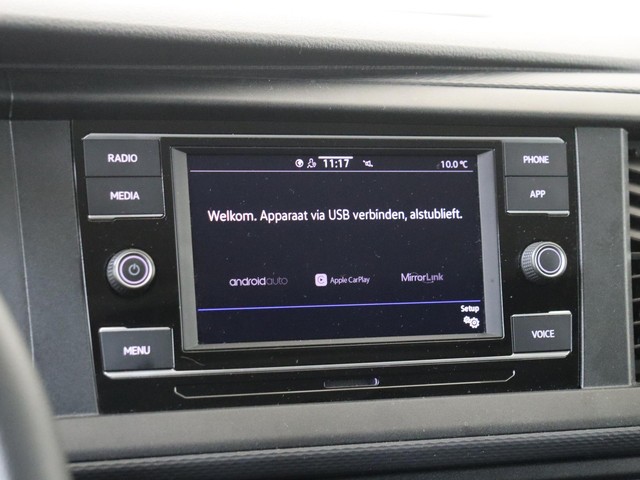 RADIO
MEDIA
MENU
11:17
10.0 °C
Welkom. Apparaat via USB verbinden, alstublieft.
androidauto
Apple CarPlay
MirrorLink
Setup
PHONE
APP
VOICE